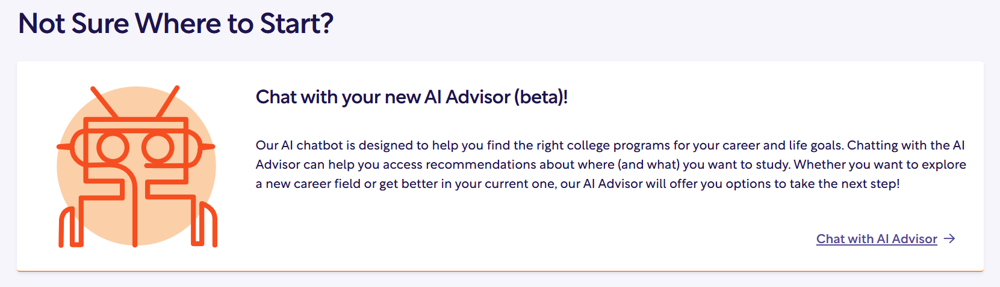 Not Sure Where to Start?
Chat with your new AI Advisor (beta)!
Our AI chatbot is designed to help you find the right college programs for your career and life goals. Chatting with the AI
Advisor can help you access recommendations about where (and what) you want to study. Whether you want to explore
a new career field or get better in your current one, our AI Advisor will offer you options to take the next step!
Chat with AI Advisor →